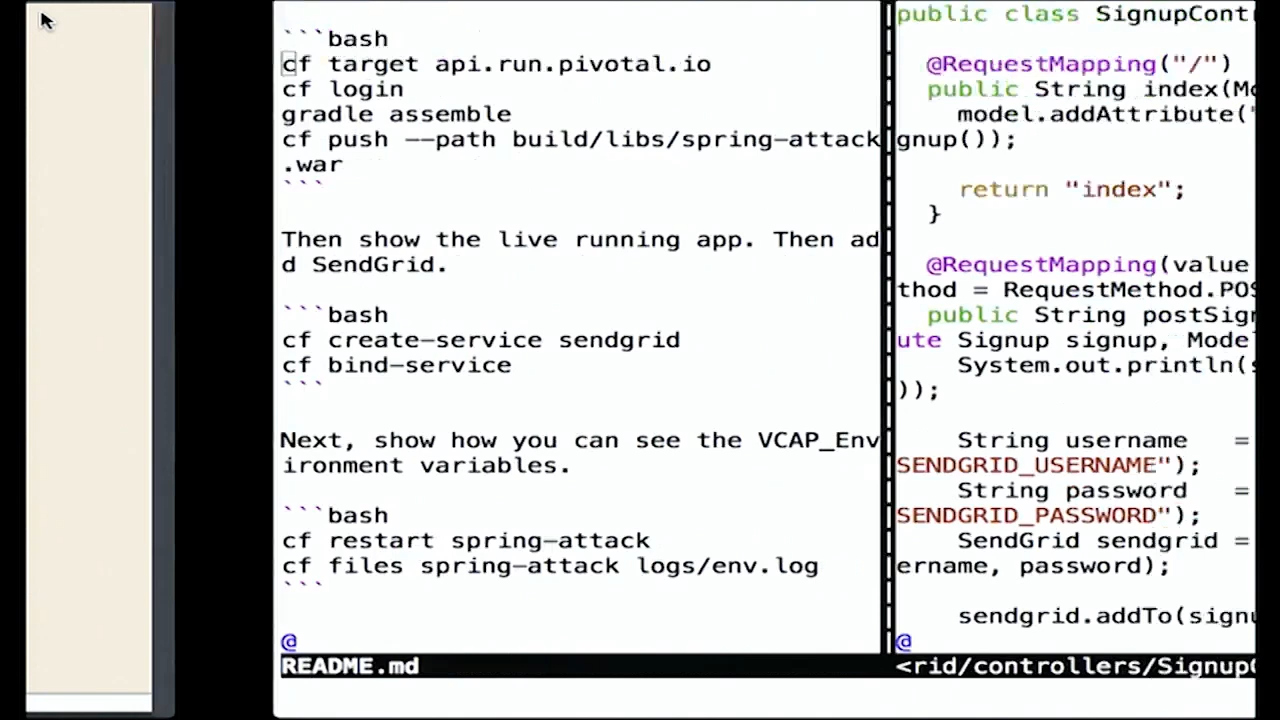 ```bash
cf target api.run.pivotal.io
cf login
gradle assemble
cf push --path build/libs/spring-attack
.war
```
Then show the live running app. Then ad
d SendGrid.
```bash
cf create-service sendgrid
cf bind-service
```
Next, show how you can see the VCAP_Env
ironment variables.
```bash
cf restart spring-attack
cf files spring-attack logs/env.log
```
@
README.md
public class SignupCont
@RequestMapping("/")
public String index(Mo
model.addAttribute("
gnup());
return "index";
}
@RequestMapping(value
thod = RequestMethod.POS
public String postSign
ute Signup signup, Mode
System.out.println(s
));
String username =
SENDGRID_USERNAME");
String password =
SENDGRID_PASSWORD");
SendGrid sendgrid =
ername, password);
sendgrid.addTo(signu
@
<rid/controllers/SignupC